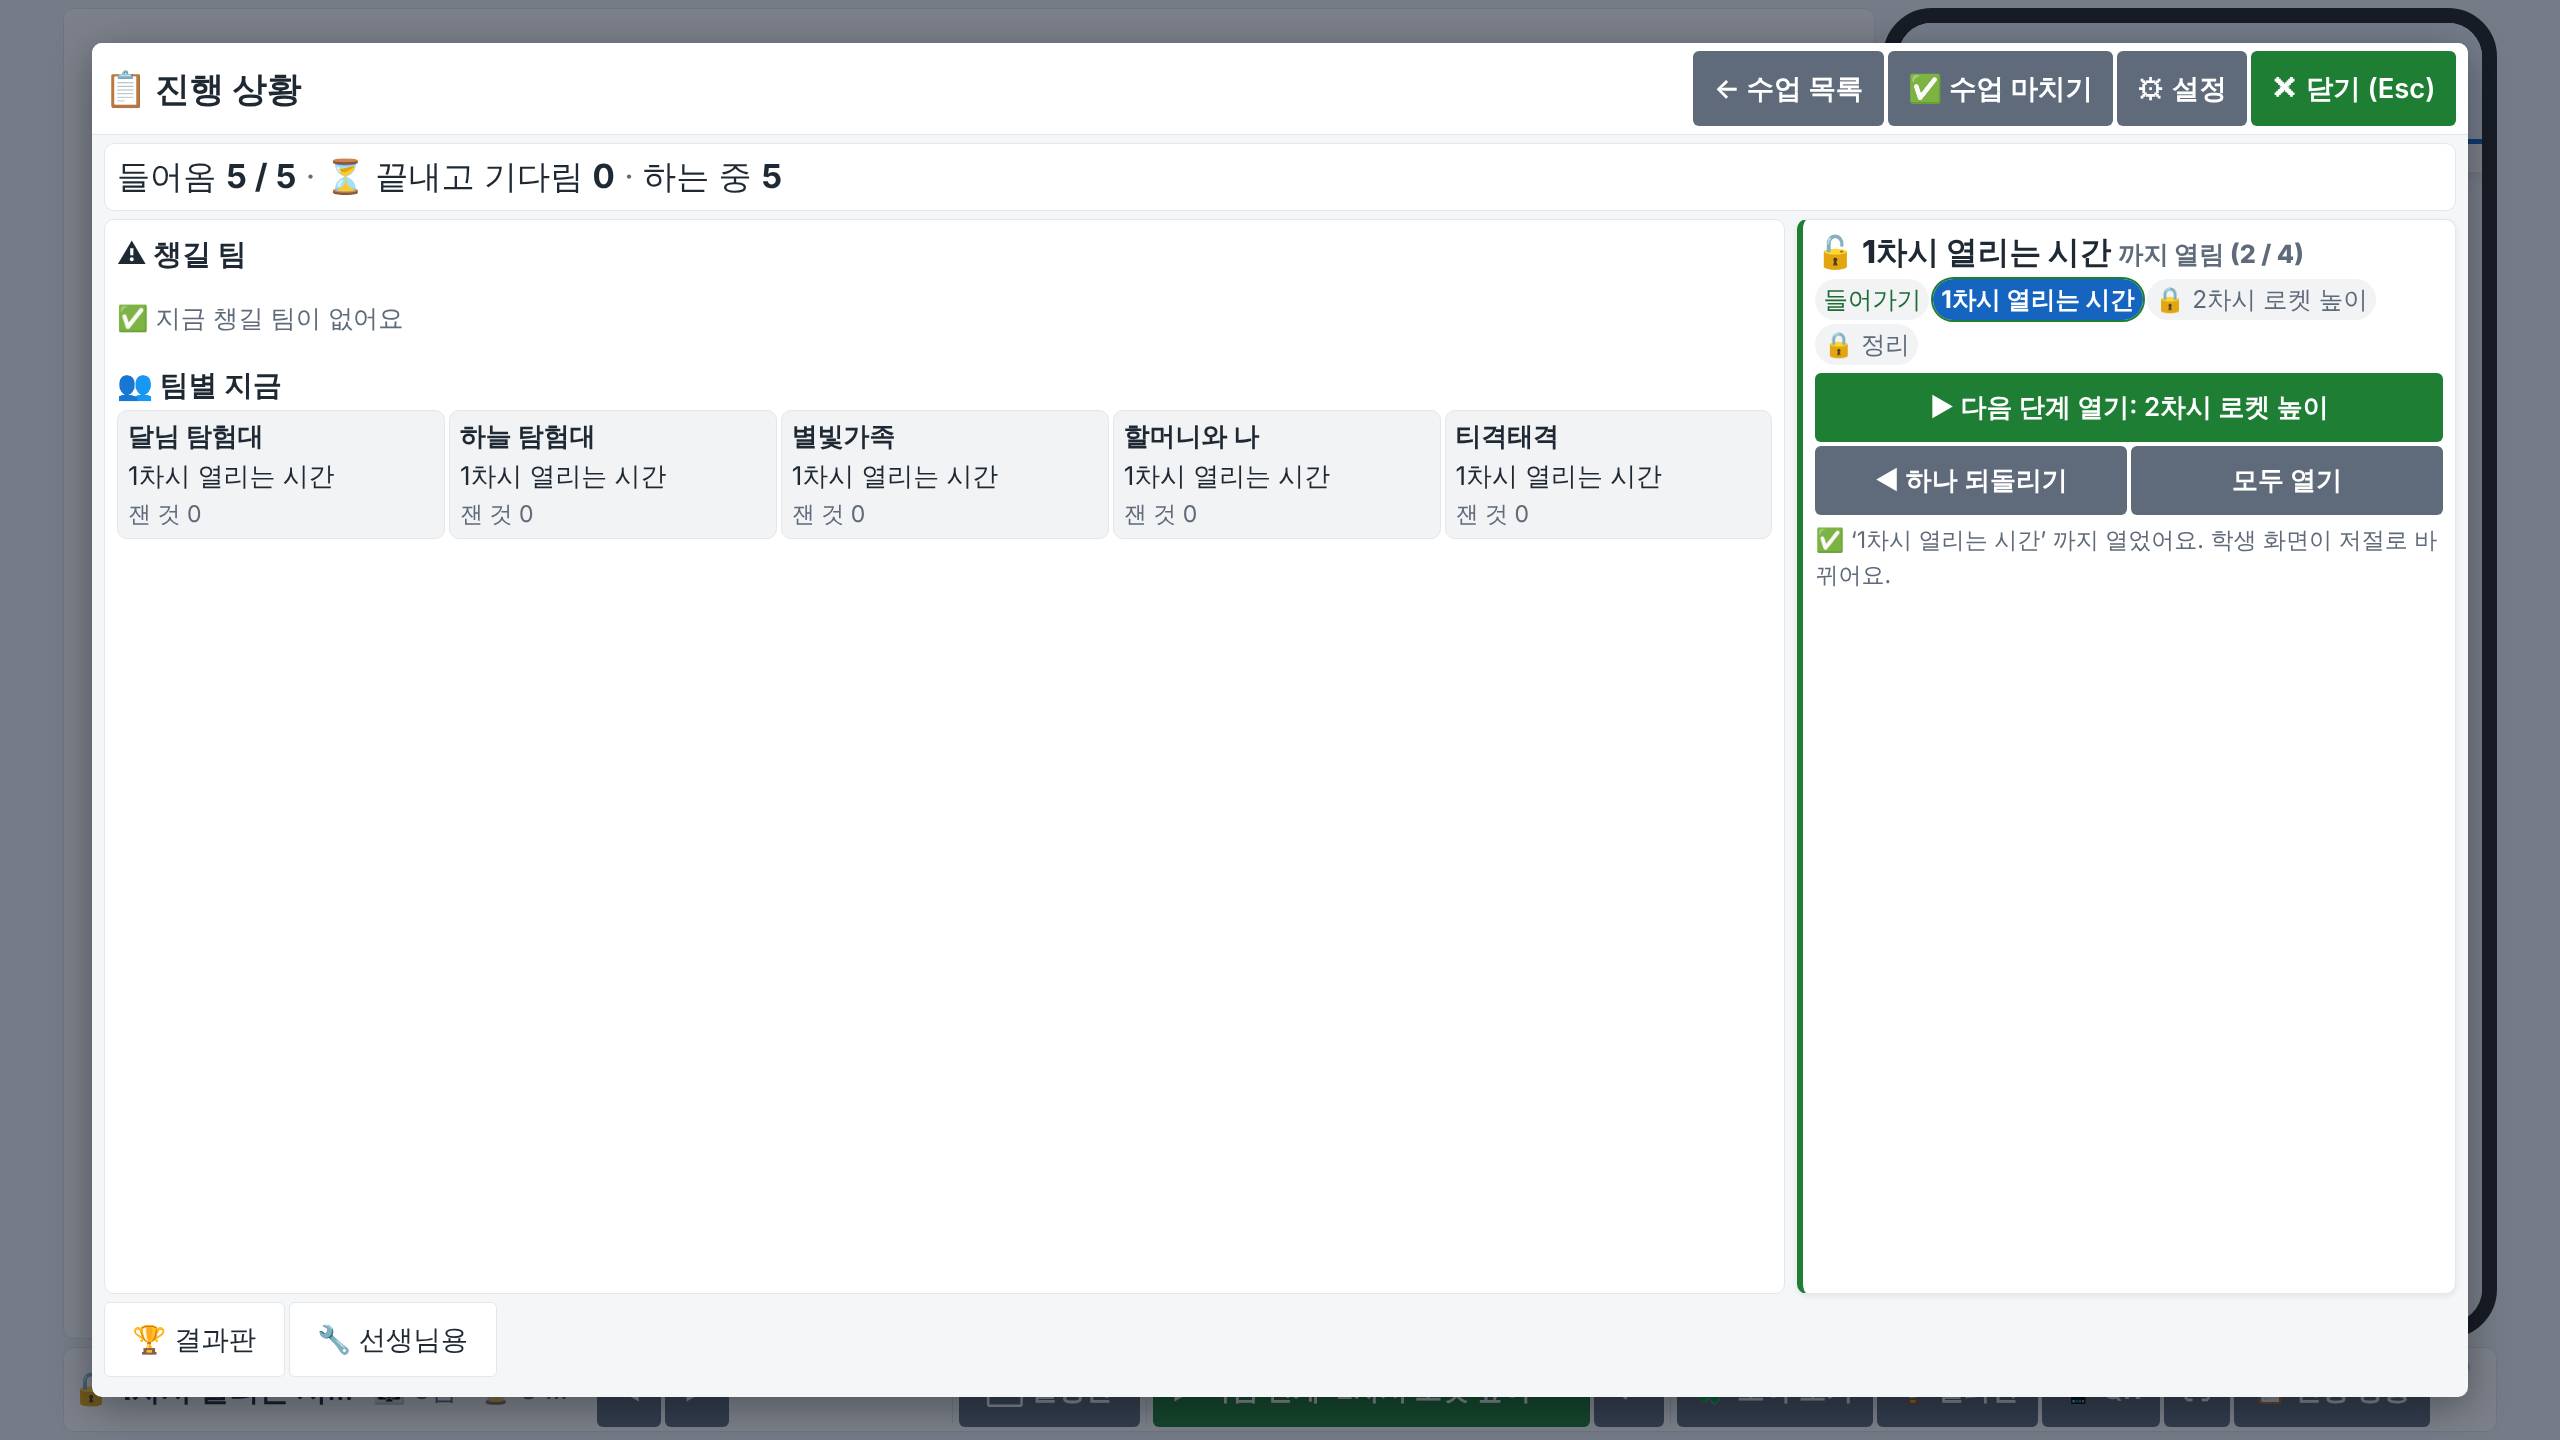 📋 진행 상황
← 수업 목록
✅ 수업 마치기
⚙ 설정
✖ 닫기 (Esc)
들어옴 5 / 5 · ⏳ 끝내고 기다림 0 · 하는 중 5
⚠ 챙길 팀
✅ 지금 챙길 팀이 없어요
👥 팀별 지금
달님 탐험대
1차시 열리는 시간
잰 것 0
하늘 탐험대
1차시 열리는 시간
잰 것 0
별빛가족
1차시 열리는 시간
잰 것 0
할머니와 나
1차시 열리는 시간
잰 것 0
티격태격
1차시 열리는 시간
잰 것 0
🔓 1차시 열리는 시간 까지 열림 (2 / 4)
들어가기 1차시 열리는 시간 🔒 2차시 로켓 높이
🔒 정리
▶ 다음 단계 열기: 2차시 로켓 높이
◀ 하나 되돌리기
모두 열기
✅ ‘1차시 열리는 시간’ 까지 열었어요. 학생 화면이 저절로 바
뀌어요.
🏆 결과판
🔧 선생님용